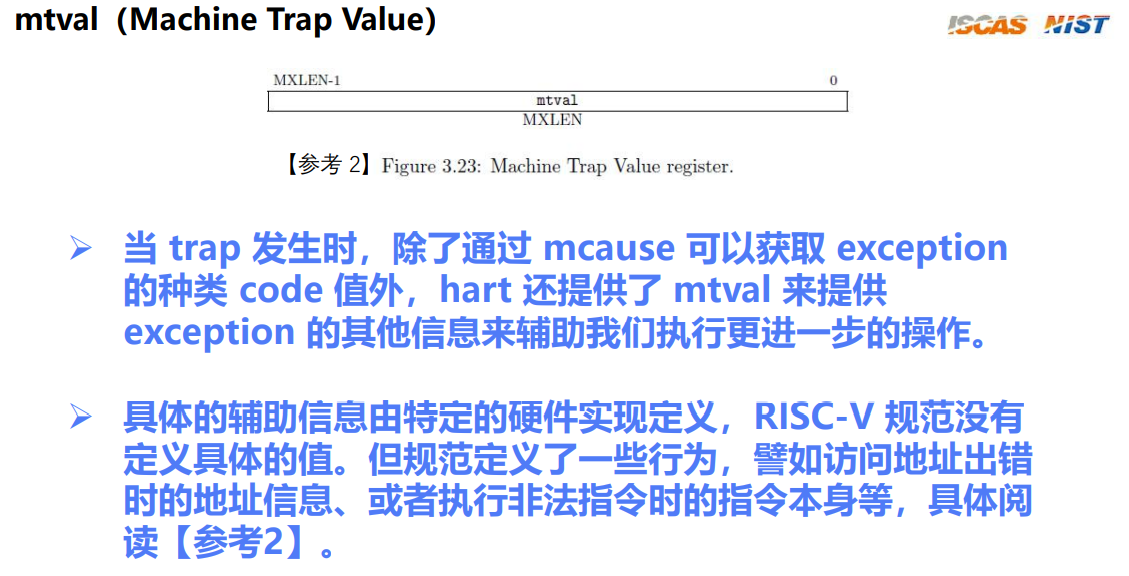 mtval（Machine Trap Value）
ISCAS NIST
MXLEN-1 0
mtval
MXLEN
【参考 2】Figure 3.23: Machine Trap Value register.
当 trap 发生时，除了通过 mcause 可以获取 exception
的种类 code 值外，hart 还提供了 mtval 来提供
exception 的其他信息来辅助我们执行更进一步的操作。
具体的辅助信息由特定的硬件实现定义，RISC-V 规范没有
定义具体的值。但规范定义了一些行为，譬如访问地址出错
时的地址信息、或者执行非法指令时的指令本身等，具体阅
读【参考2】。